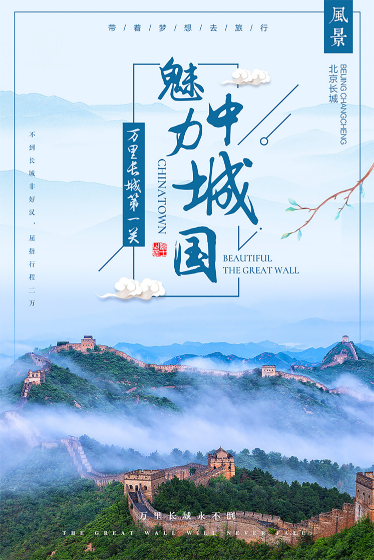 带着梦想去旅行
風景
北京长城
BEIJING CHANGCHENG
魅力
中城国
CHINATOWN
万里长城第一关
BEAUTIFUL
THE GREAT WALL
不到长城非好汉，屈指行程二万
万里长城永不倒
THE GREAT WALL WELL NEVER FALL